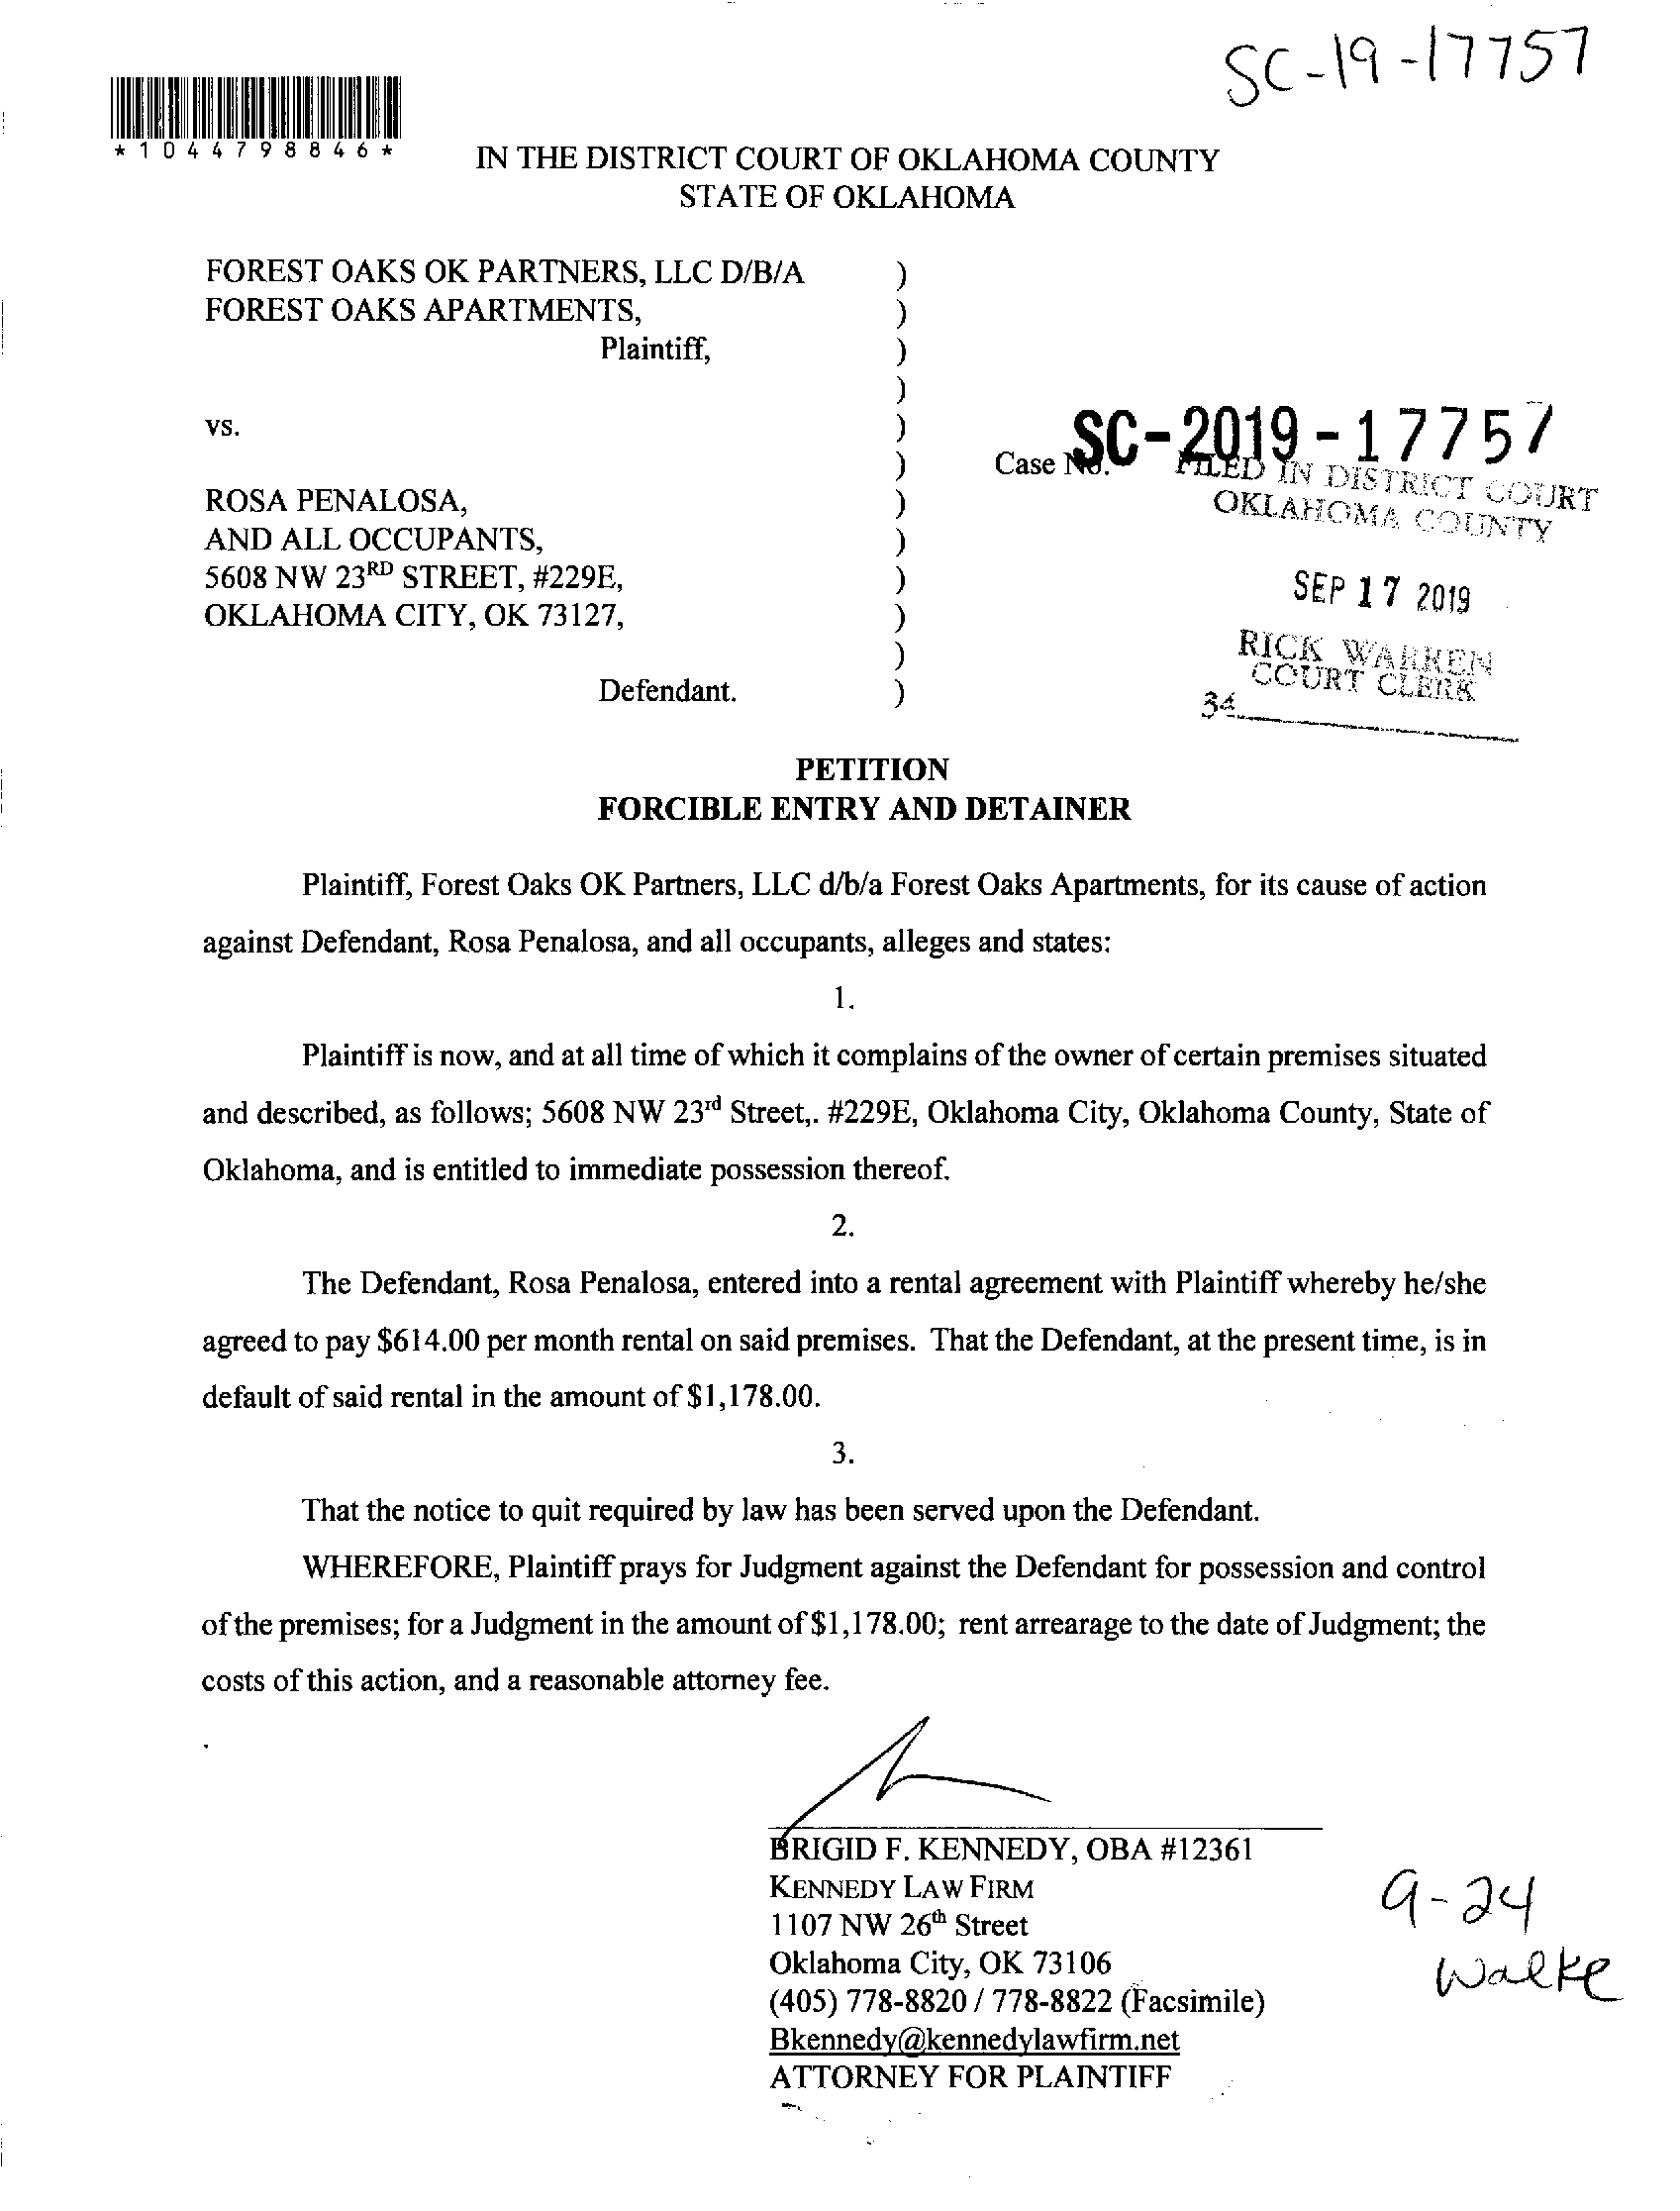 SC-19-17757
*1044798846*
IN THE DISTRICT COURT OF OKLAHOMA COUNTY
STATE OF OKLAHOMA
FOREST OAKS OK PARTNERS, LLC D/B/A )
FOREST OAKS APARTMENTS, )
Plaintiff, )
)
vs. )
) Case No. SC-2019-17757
FILED IN DISTRICT COURT
OKLAHOMA COUNTY
ROSA PENALOSA, )
AND ALL OCCUPANTS, )
5608 NW 23RD STREET, #229E, )
OKLAHOMA CITY, OK 73127, )
)
Defendant. )
SEP 17 2019
RICK WARREN
COURT CLERK
34
PETITION
FORCIBLE ENTRY AND DETAINER
Plaintiff, Forest Oaks OK Partners, LLC d/b/a Forest Oaks Apartments, for its cause of action
against Defendant, Rosa Penalosa, and all occupants, alleges and states:
1.
Plaintiff is now, and at all time of which it complains of the owner of certain premises situated
and described, as follows; 5608 NW 23rd Street,. #229E, Oklahoma City, Oklahoma County, State of
Oklahoma, and is entitled to immediate possession thereof.
2.
The Defendant, Rosa Penalosa, entered into a rental agreement with Plaintiff whereby he/she
agreed to pay $614.00 per month rental on said premises. That the Defendant, at the present time, is in
default of said rental in the amount of $1,178.00.
3.
That the notice to quit required by law has been served upon the Defendant.
WHEREFORE, Plaintiff prays for Judgment against the Defendant for possession and control
of the premises; for a Judgment in the amount of $1,178.00; rent arrearage to the date of Judgment; the
costs of this action, and a reasonable attorney fee.
BRIGID F. KENNEDY, OBA #12361
KENNEDY LAW FIRM
1107 NW 26th Street
Oklahoma City, OK 73106
(405) 778-8820 / 778-8822 (Facsimile)
Bkennedy@kennedylawfirm.net
ATTORNEY FOR PLAINTIFF
9-24
Walke